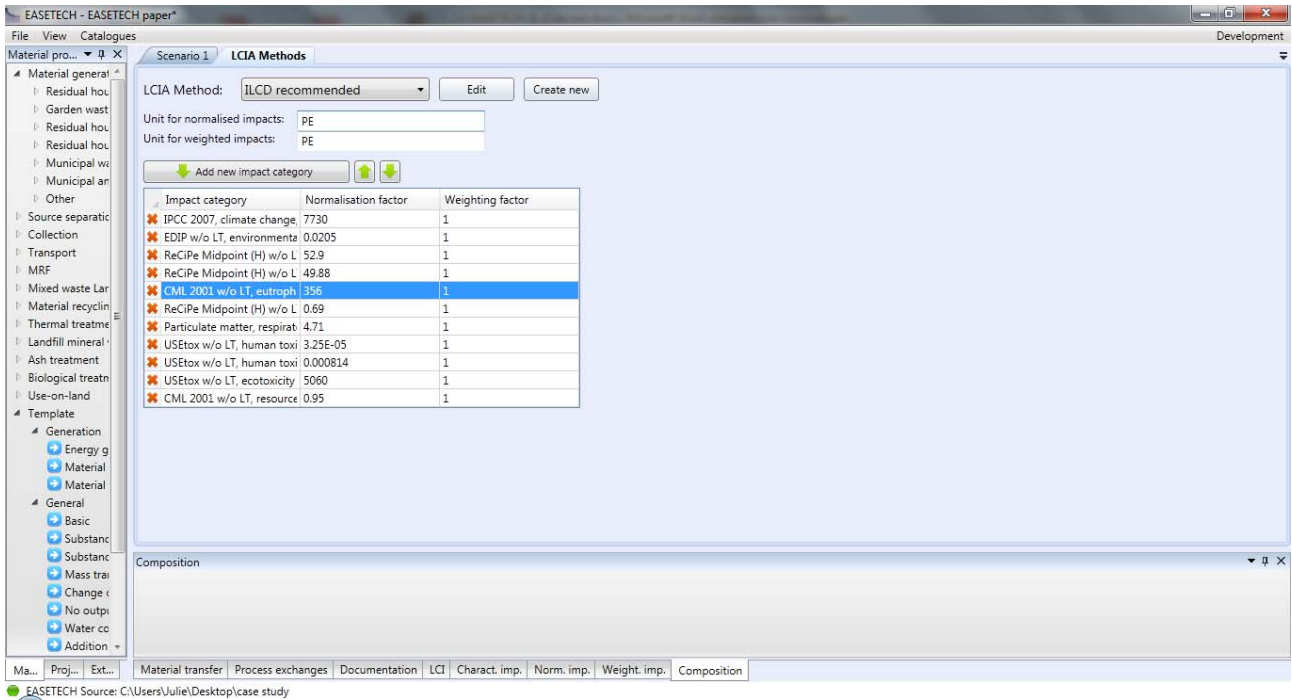 EASETECH - EASETECH paper*
File View Catalogues Development
Material pro...
Scenario 1 LCIA Methods
Material generat
Residual hou
Garden wast
Residual hou
Residual hou
Municipal wa
Municipal an
Other
Source separatic
Collection
Transport
MRF
Mixed waste Lar
Material recyclin
Thermal treatme
Landfill mineral
Ash treatment
Biological treatn
Use-on-land
Template
Generation
Energy g
Material
Material
General
Basic
Substanc
Substanc
Mass trai
Change
No outpu
Water co
Addition
Ma... Proj... Ext...
LCIA Method: ILCD recommended Edit Create new
Unit for normalised impacts: PE
Unit for weighted impacts: PE
Add new impact category
Impact category Normalisation factor Weighting factor
IPCC 2007, climate change, 7730 1
EDIP w/o LT, environmenta 0.0205 1
ReCiPe Midpoint (H) w/o L 52.9 1
ReCiPe Midpoint (H) w/o L 49.88 1
CML 2001 w/o LT, eutroph 356 1
ReCiPe Midpoint (H) w/o L 0.69 1
Particulate matter, respirat 4.71 1
USEtox w/o LT, human toxi 3.25E-05 1
USEtox w/o LT, human toxi 0.000814 1
USEtox w/o LT, ecotoxicity 5060 1
CML 2001 w/o LT, resource 0.95 1
Composition
Material transfer Process exchanges Documentation LCI Charact. imp. Norm. imp. Weight. imp. Composition
EASETECH Source: C:\Users\Julie\Desktop\case study